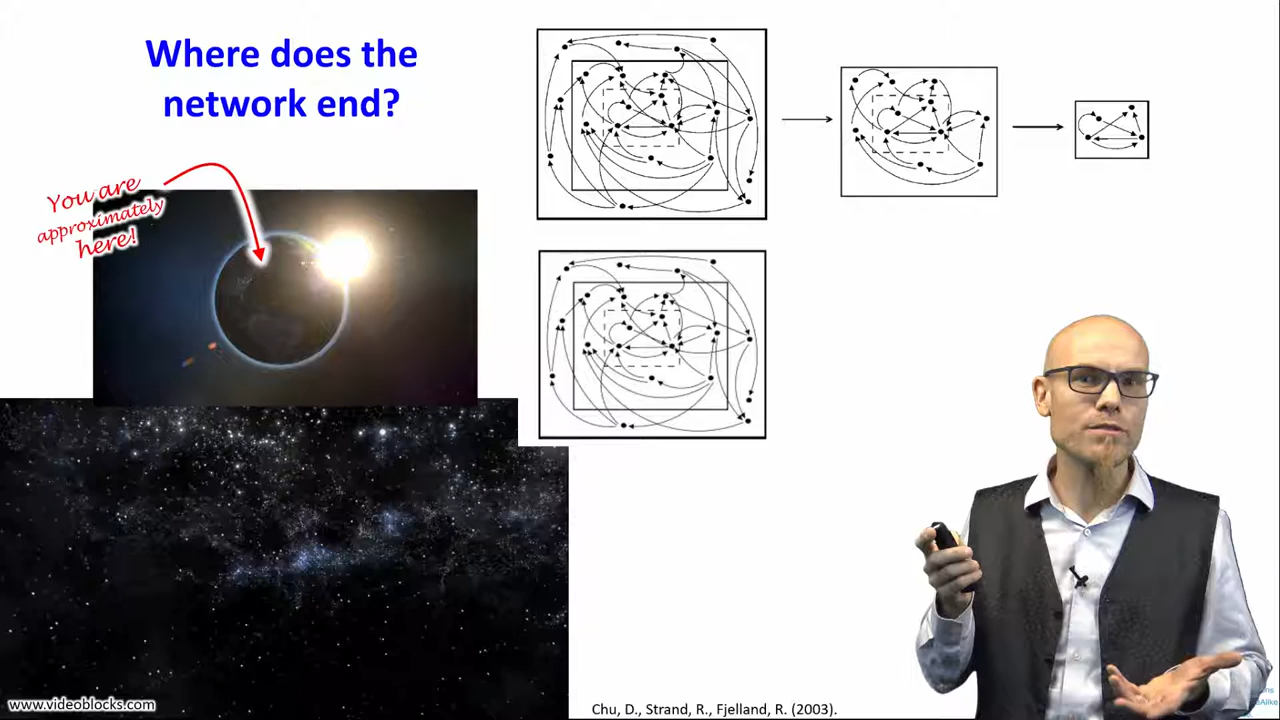 Where does the
network end?
You are
approximately
here!
www.videoblocks.com
Chu, D., Strand, R., Fjelland, R. (2003).